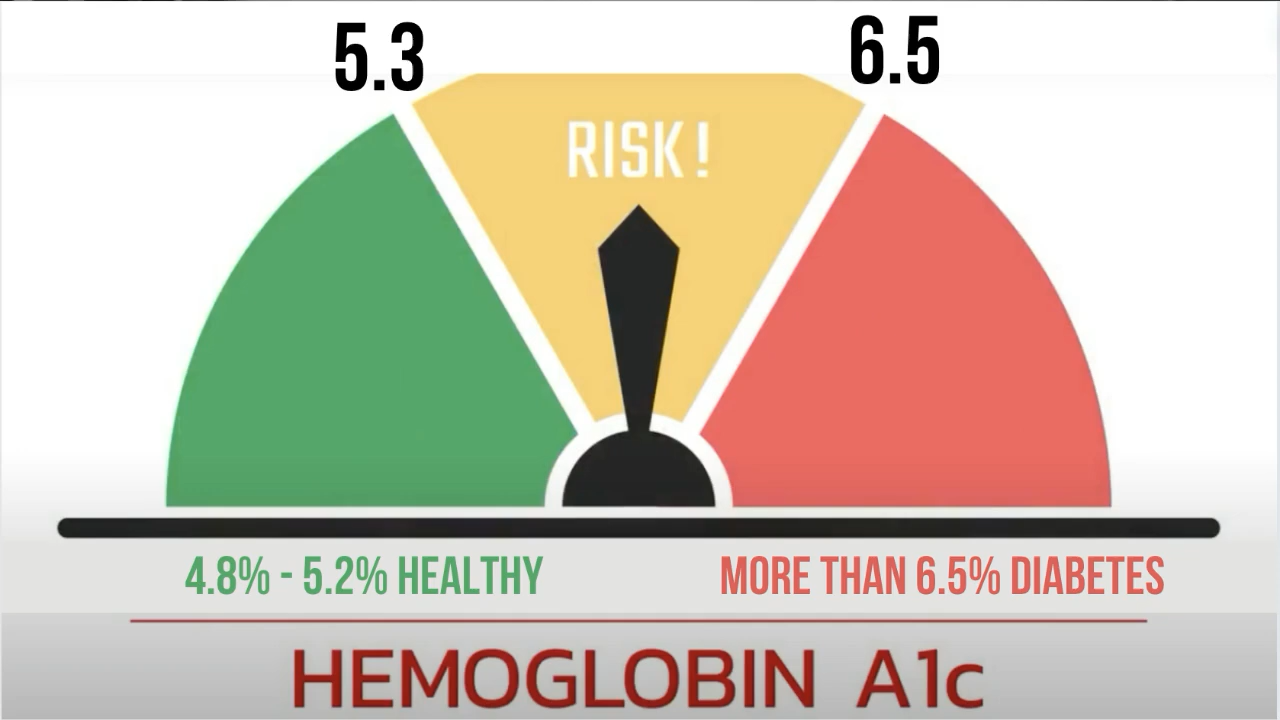 5.3
6.5
RISK!
4.8% - 5.2% HEALTHY
MORE THAN 6.5% DIABETES
HEMOGLOBIN A1c